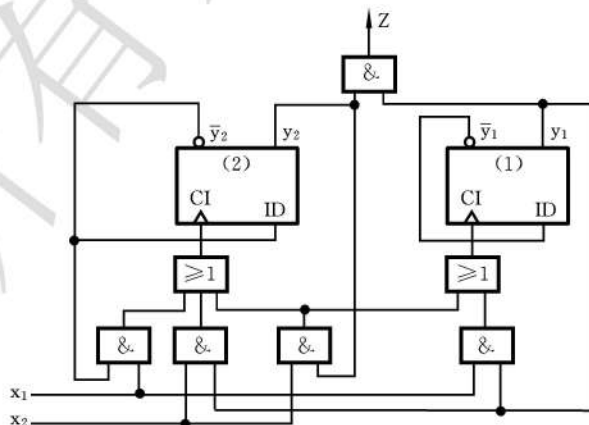 Z
&
ȳ₂
y₂
ȳ₁
y₁
(2)
(1)
CI
ID
CI
ID
≥1
≥1
&
&
&
&
x₁
x₂